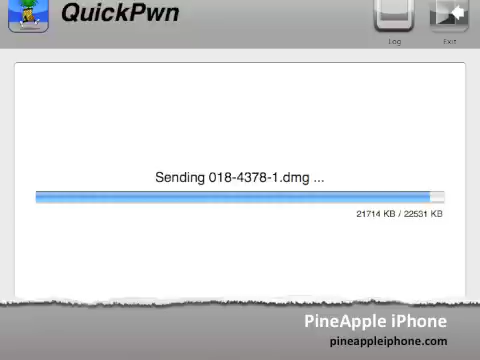 QuickPwn
Log
Exit
Sending 018-4378-1.dmg ...
21714 KB / 22531 KB
PineApple iPhone
pineappleiphone.com